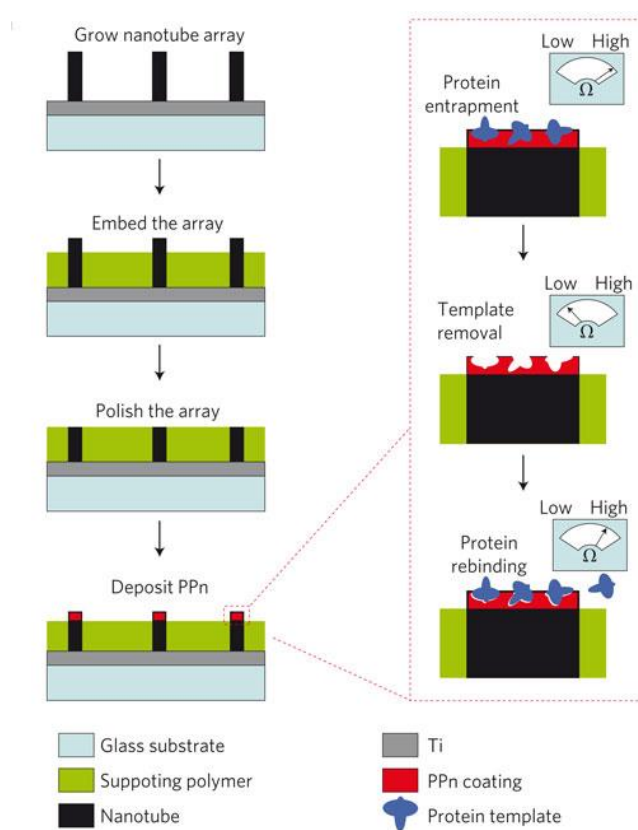 Grow nanotube array
Embed the array
Polish the array
Deposit PPn
Low High
Ω
Protein
entrapment
Low High
Ω
Template
removal
Low High
Ω
Protein
rebinding
Glass substrate
Suppoting polymer
Nanotube
Ti
PPn coating
Protein template